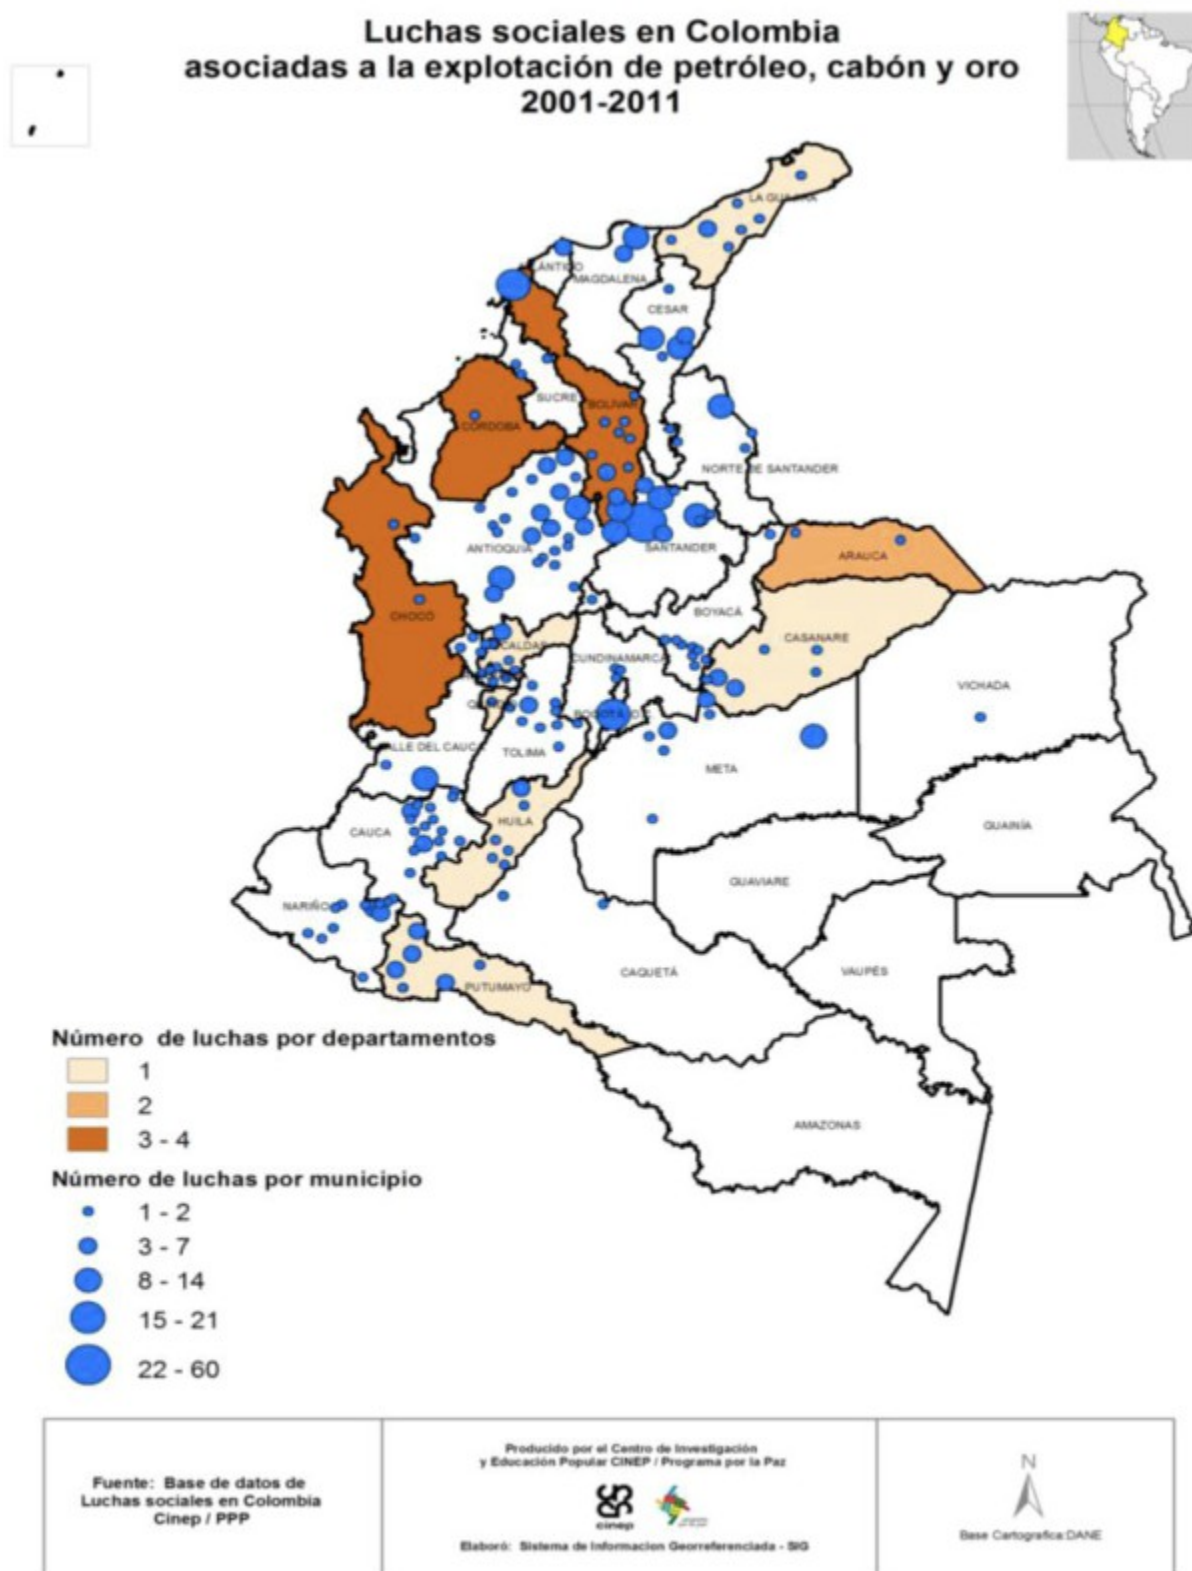 Luchas sociales en Colombia
asociadas a la explotación de petróleo, cabón y oro
2001-2011
LA GUAJIRA
ATLÁNTICO
MAGDALENA
CESAR
SUCRE
BOLIVAR
CORDOBA
NORTE DE SANTANDER
ANTIOQUIA
SANTANDER
ARAUCA
CHOCÓ
BOYACÁ
CALDAS
CUNDINAMARCA
CASANARE
VICHADA
BOGOTÁ D.C.
VALLE DEL CAUCA
TOLIMA
META
CAUCA
HUILA
GUAINÍA
GUAVIARE
NARIÑO
CAQUETÁ
VAUPÉS
PUTUMAYO
AMAZONAS
Número de luchas por departamentos
1
2
3 - 4
Número de luchas por municipio
1 - 2
3 - 7
8 - 14
15 - 21
22 - 60
Fuente: Base de datos de
Luchas sociales en Colombia
Cinep / PPP
Producido por el Centro de Investigación
y Educación Popular CINEP / Programa por la Paz
cinep
Elaboró: Sistema de Informacion Georreferenciada - SIG
N
Base Cartografica:DANE